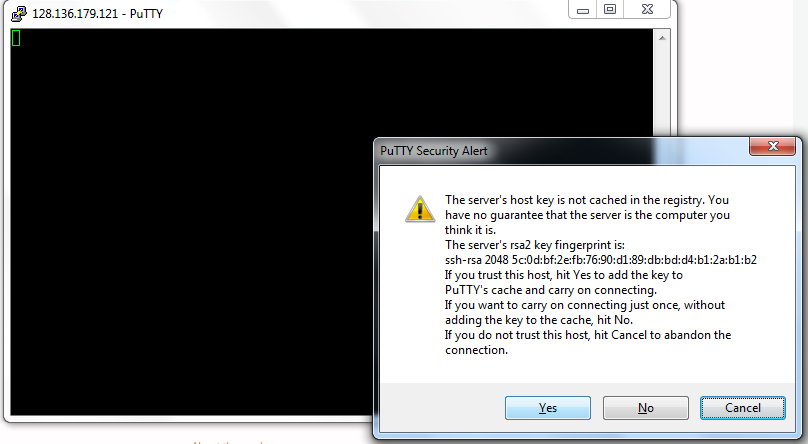 128.136.179.121 - PuTTY
PuTTY Security Alert
The server's host key is not cached in the registry. You
have no guarantee that the server is the computer you
think it is.
The server's rsa2 key fingerprint is:
ssh-rsa 2048 5c:0d:bf:2e:fb:76:90:d1:89:db:bd:d4:b1:2a:b1:b2
If you trust this host, hit Yes to add the key to
PuTTY's cache and carry on connecting.
If you want to carry on connecting just once, without
adding the key to the cache, hit No.
If you do not trust this host, hit Cancel to abandon the
connection.
Yes
No
Cancel